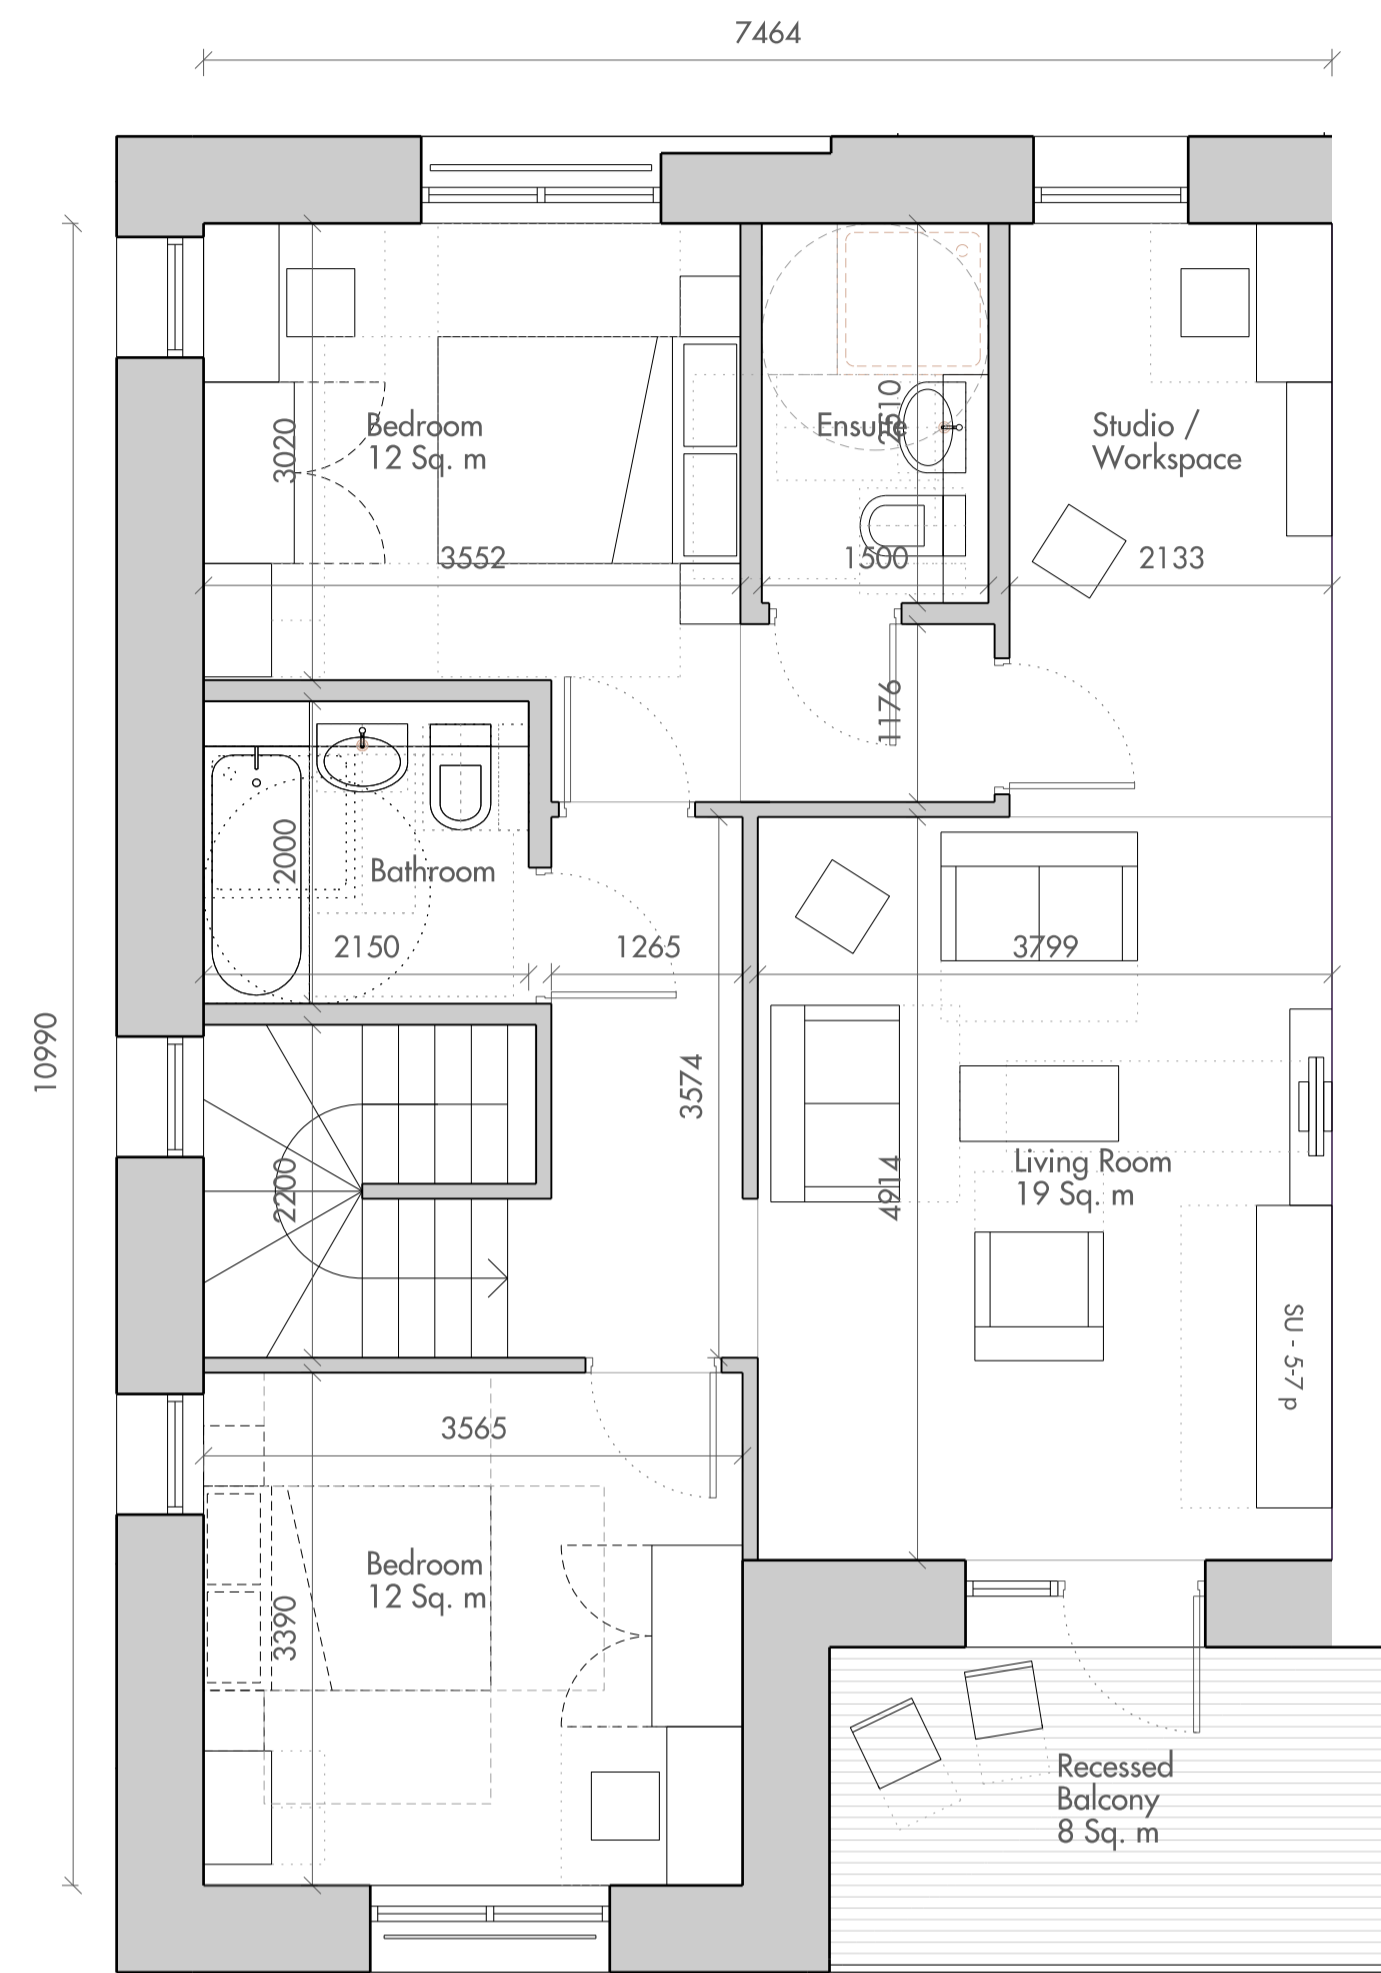 7464
3020
Bedroom
12 Sq. m
Ensuite
2510
Studio /
Workspace
3552
1500
2133
1176
2000
Bathroom
2150
1265
3799
10990
3574
2200
4914
Living Room
19 Sq. m
SU - 5-7 p
3565
Bedroom
12 Sq. m
3390
Recessed
Balcony
8 Sq. m